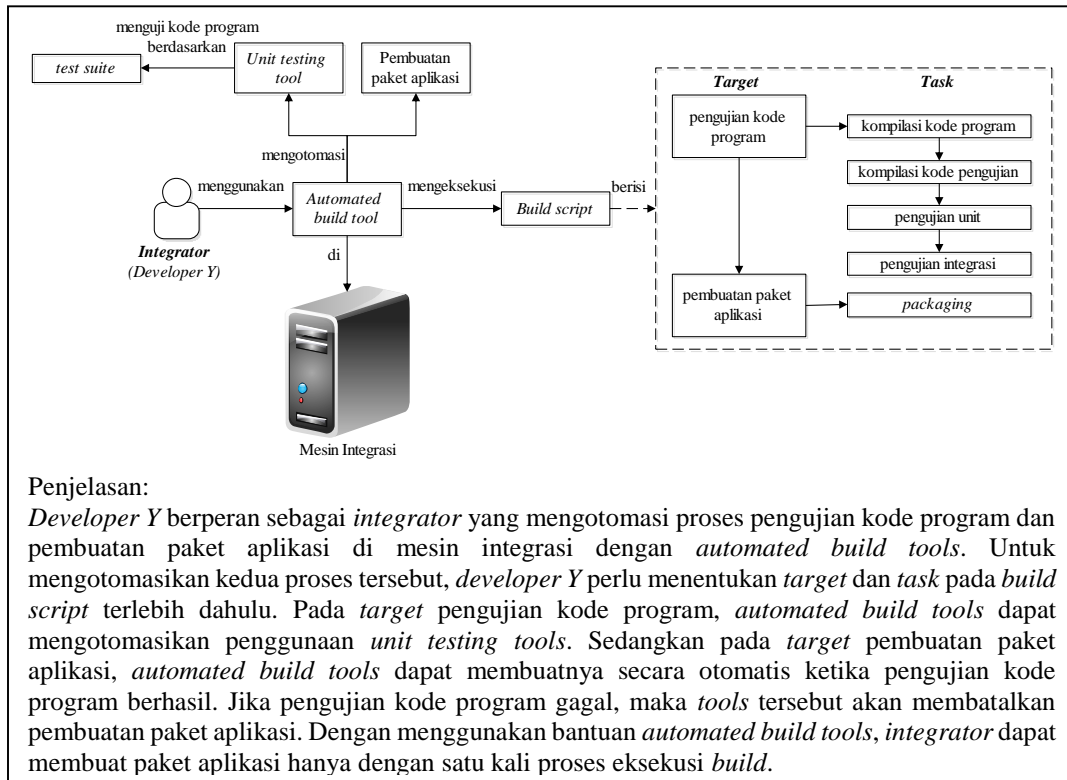 menguji kode program
berdasarkan
test suite
Unit testing
tool
Pembuatan
paket aplikasi
mengotomasi
menggunakan
Automated
build tool
mengeksekusi
Build script
berisi
Integrator
(Developer Y)
di
Mesin Integrasi
Target
Task
pengujian kode
program
kompilasi kode program
kompilasi kode pengujian
pengujian unit
pengujian integrasi
pembuatan paket
aplikasi
packaging
Penjelasan:
Developer Y berperan sebagai integrator yang mengotomasi proses pengujian kode program dan
pembuatan paket aplikasi di mesin integrasi dengan automated build tools. Untuk
mengotomasikan kedua proses tersebut, developer Y perlu menentukan target dan task pada build
script terlebih dahulu. Pada target pengujian kode program, automated build tools dapat
mengotomasikan penggunaan unit testing tools. Sedangkan pada target pembuatan paket
aplikasi, automated build tools dapat membuatnya secara otomatis ketika pengujian kode
program berhasil. Jika pengujian kode program gagal, maka tools tersebut akan membatalkan
pembuatan paket aplikasi. Dengan menggunakan bantuan automated build tools, integrator dapat
membuat paket aplikasi hanya dengan satu kali proses eksekusi build.